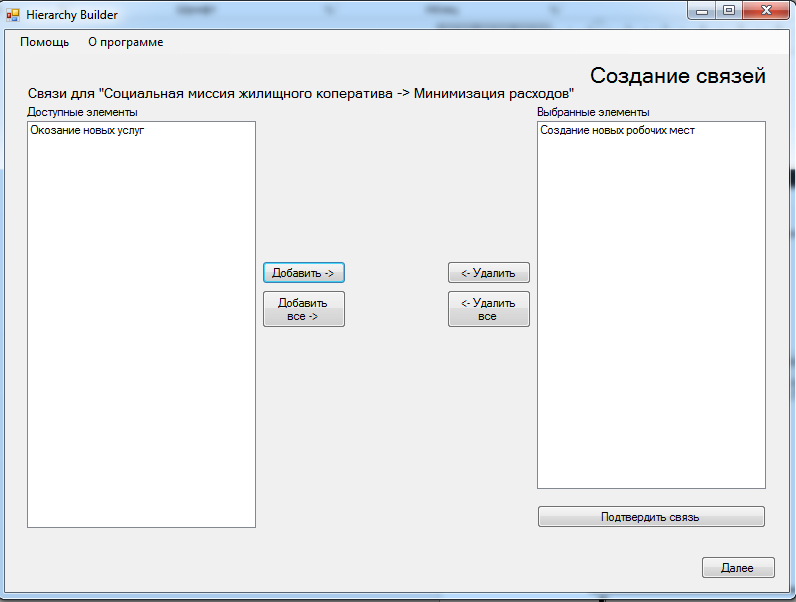 Hierarchy Builder
Помощь О программе
Создание связей
Связи для "Социальная миссия жилищного коператива -> Минимизация расходов"
Доступные элементы
Выбранные элементы
Окозание новых услуг
Создание новых робочих мест
Добавить ->
<- Удалить
Добавить
все ->
<- Удалить
все
Подтвердить связь
Далее